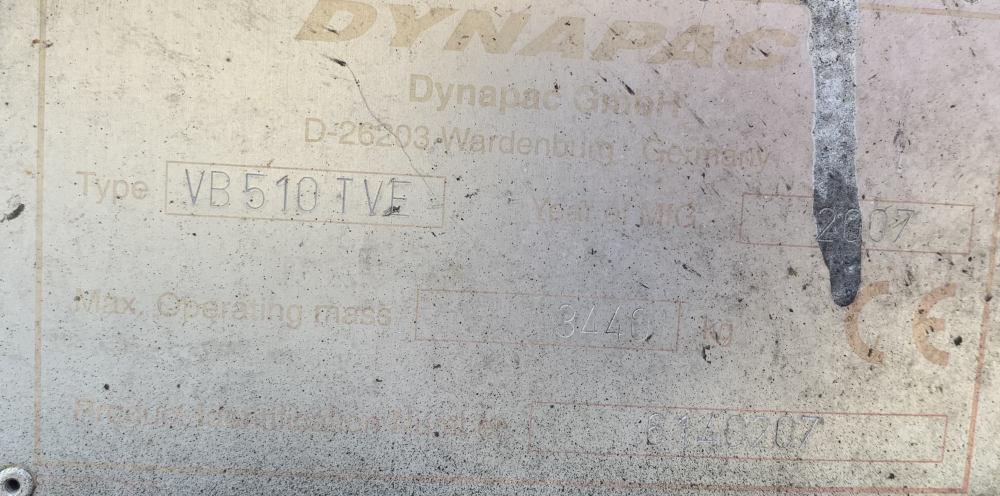 DYNAPAC
Dynapac GmbH
D-26203 Wardenburg Germany
Type VB 510 TVE Year of MfG. 2007
Max. Operating mass 3440 kg CE
Product Identification Number 6140207